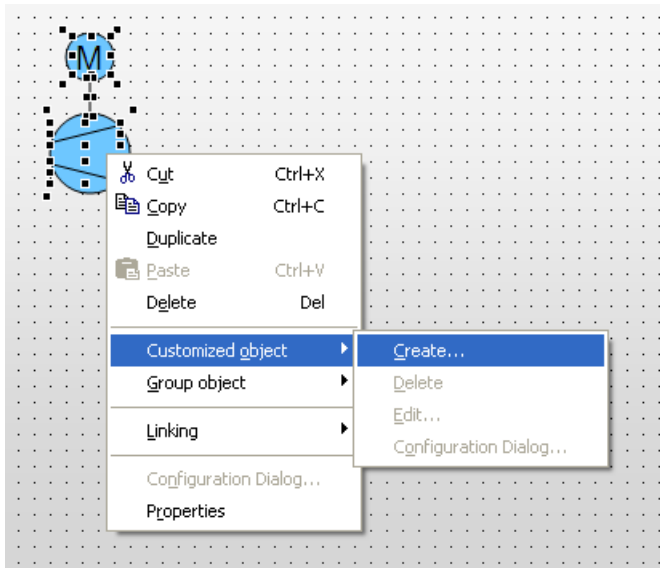 M
Cut Ctrl+X
Copy Ctrl+C
Duplicate
Paste Ctrl+V
Delete Del
Customized object
Group object
Linking
Configuration Dialog...
Properties
Create...
Delete
Edit...
Configuration Dialog...